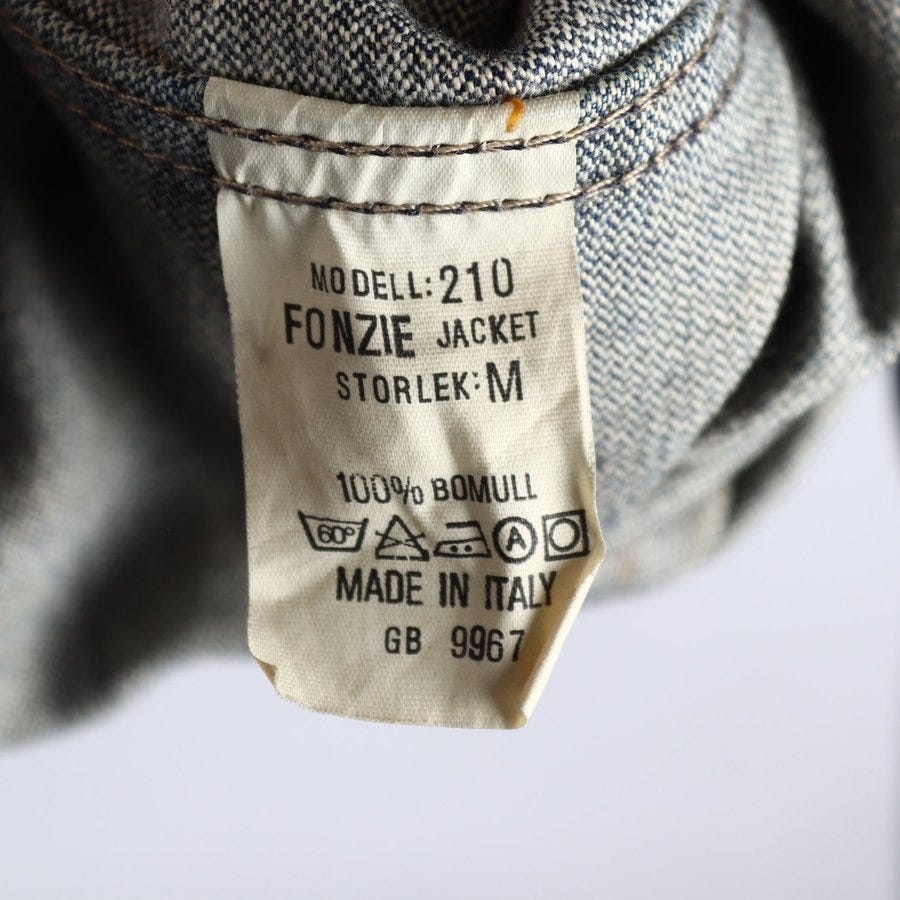 MODELL: 210
FONZIE JACKET
STORLEK: M
100% BOMULL
60° A
MADE IN ITALY
GB 9967